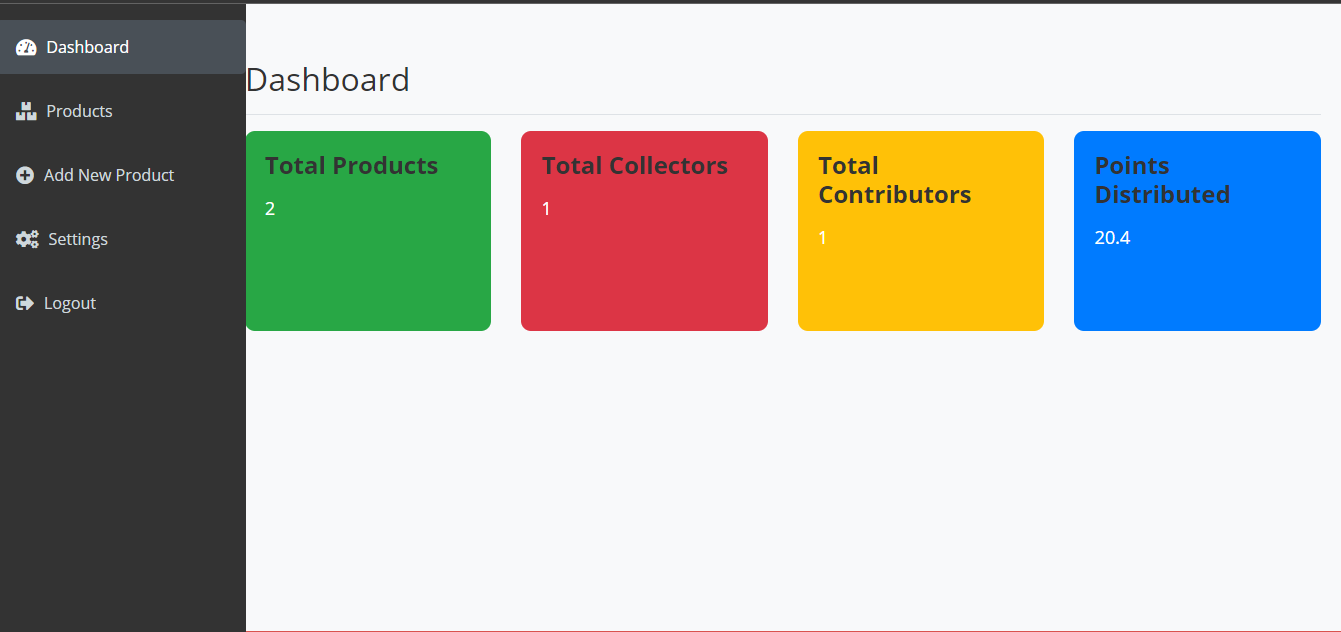 Dashboard
Products
Add New Product
Settings
Logout
Dashboard
Total Products
2
Total Collectors
1
Total
Contributors
1
Points
Distributed
20.4